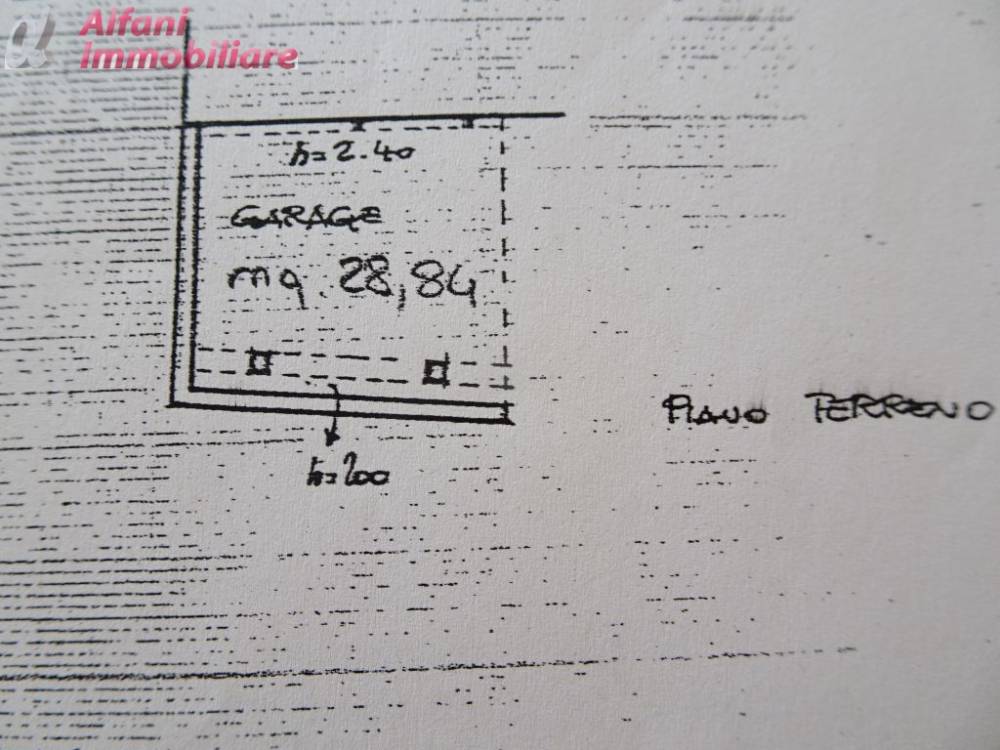 a Aifani
Immobiliare
h=2.40
GARAGE
mq. 28,84
PIANO TERRENO
h=200